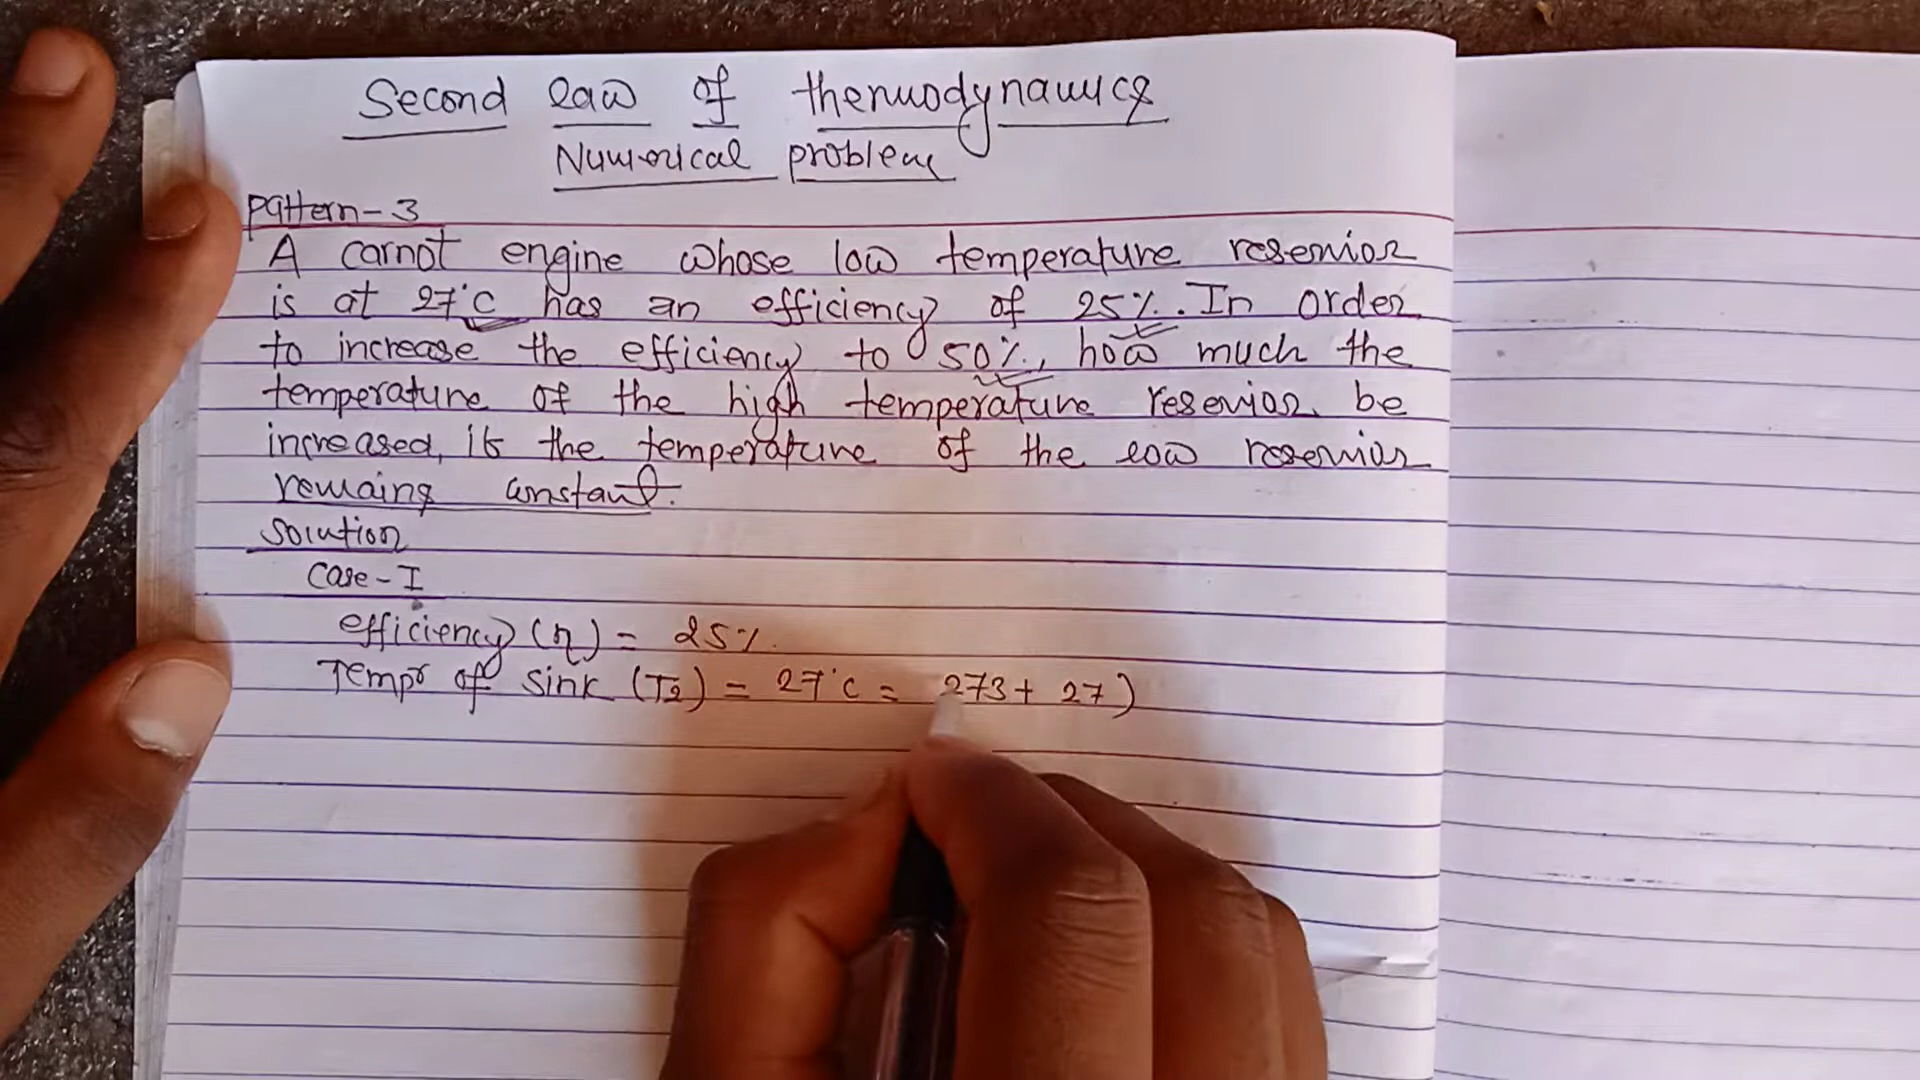 Second law of thermodynamics
Numerical problem
Pattern-3
A carnot engine whose low temperature resevior
is at 27°C has an efficiency of 25%. In order
to increase the efficiency to 50%, how much the
temperature of the high temperature resevior be
increased, if the temperature of the low resevior
remains constant.
Solution
Case-I
efficiency (η) = 25%.
Tempr of sink (T2) = 27°C = 273+ 27)